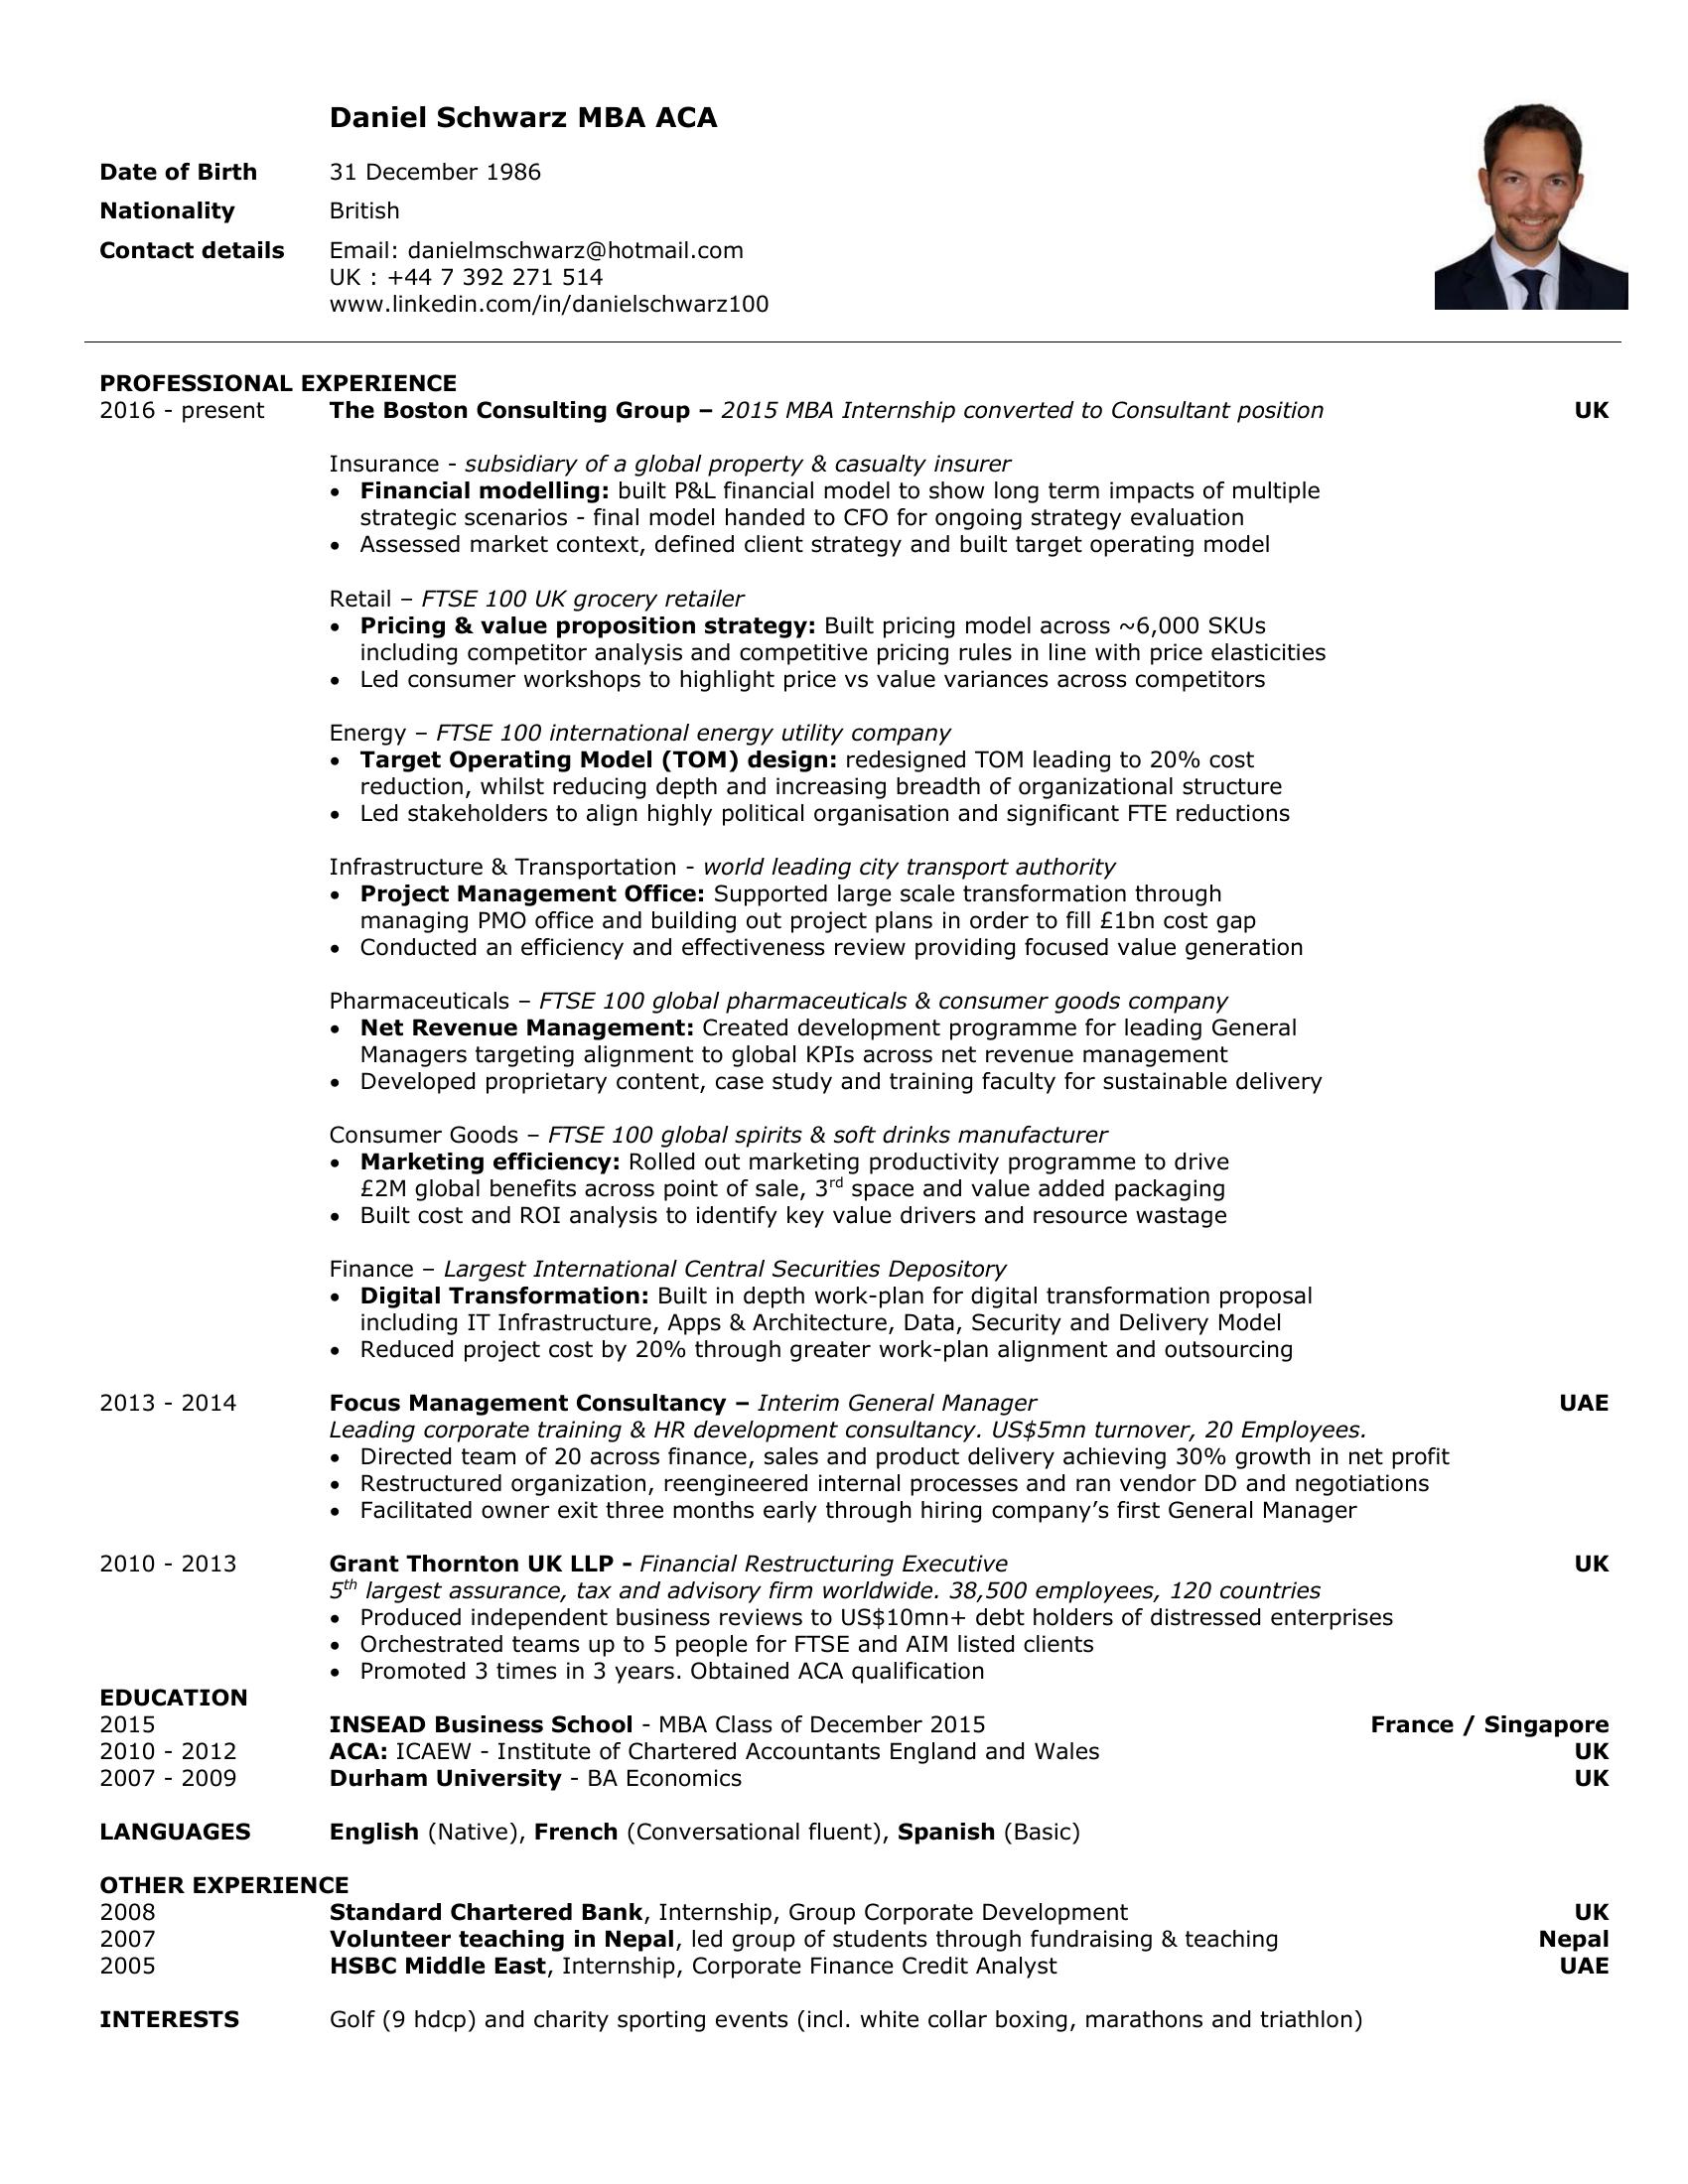 Daniel Schwarz MBA ACA
Date of Birth 31 December 1986
Nationality British
Contact details Email: danielmschwarz@hotmail.com
UK : +44 7 392 271 514
www.linkedin.com/in/danielschwarz100
PROFESSIONAL EXPERIENCE
2016 - present The Boston Consulting Group – 2015 MBA Internship converted to Consultant position UK
Insurance - subsidiary of a global property & casualty insurer
• Financial modelling: built P&L financial model to show long term impacts of multiple
strategic scenarios - final model handed to CFO for ongoing strategy evaluation
• Assessed market context, defined client strategy and built target operating model
Retail – FTSE 100 UK grocery retailer
• Pricing & value proposition strategy: Built pricing model across ~6,000 SKUs
including competitor analysis and competitive pricing rules in line with price elasticities
• Led consumer workshops to highlight price vs value variances across competitors
Energy – FTSE 100 international energy utility company
• Target Operating Model (TOM) design: redesigned TOM leading to 20% cost
reduction, whilst reducing depth and increasing breadth of organizational structure
• Led stakeholders to align highly political organisation and significant FTE reductions
Infrastructure & Transportation - world leading city transport authority
• Project Management Office: Supported large scale transformation through
managing PMO office and building out project plans in order to fill £1bn cost gap
• Conducted an efficiency and effectiveness review providing focused value generation
Pharmaceuticals – FTSE 100 global pharmaceuticals & consumer goods company
• Net Revenue Management: Created development programme for leading General
Managers targeting alignment to global KPIs across net revenue management
• Developed proprietary content, case study and training faculty for sustainable delivery
Consumer Goods – FTSE 100 global spirits & soft drinks manufacturer
• Marketing efficiency: Rolled out marketing productivity programme to drive
£2M global benefits across point of sale, 3rd space and value added packaging
• Built cost and ROI analysis to identify key value drivers and resource wastage
Finance – Largest International Central Securities Depository
• Digital Transformation: Built in depth work-plan for digital transformation proposal
including IT Infrastructure, Apps & Architecture, Data, Security and Delivery Model
• Reduced project cost by 20% through greater work-plan alignment and outsourcing
2013 - 2014 Focus Management Consultancy – Interim General Manager UAE
Leading corporate training & HR development consultancy. US$5mn turnover, 20 Employees.
• Directed team of 20 across finance, sales and product delivery achieving 30% growth in net profit
• Restructured organization, reengineered internal processes and ran vendor DD and negotiations
• Facilitated owner exit three months early through hiring company’s first General Manager
2010 - 2013 Grant Thornton UK LLP - Financial Restructuring Executive UK
5th largest assurance, tax and advisory firm worldwide. 38,500 employees, 120 countries
• Produced independent business reviews to US$10mn+ debt holders of distressed enterprises
• Orchestrated teams up to 5 people for FTSE and AIM listed clients
• Promoted 3 times in 3 years. Obtained ACA qualification
EDUCATION
2015 INSEAD Business School - MBA Class of December 2015 France / Singapore
2010 - 2012 ACA: ICAEW - Institute of Chartered Accountants England and Wales UK
2007 - 2009 Durham University - BA Economics UK
LANGUAGES English (Native), French (Conversational fluent), Spanish (Basic)
OTHER EXPERIENCE
2008 Standard Chartered Bank, Internship, Group Corporate Development UK
2007 Volunteer teaching in Nepal, led group of students through fundraising & teaching Nepal
2005 HSBC Middle East, Internship, Corporate Finance Credit Analyst UAE
INTERESTS Golf (9 hdcp) and charity sporting events (incl. white collar boxing, marathons and triathlon)